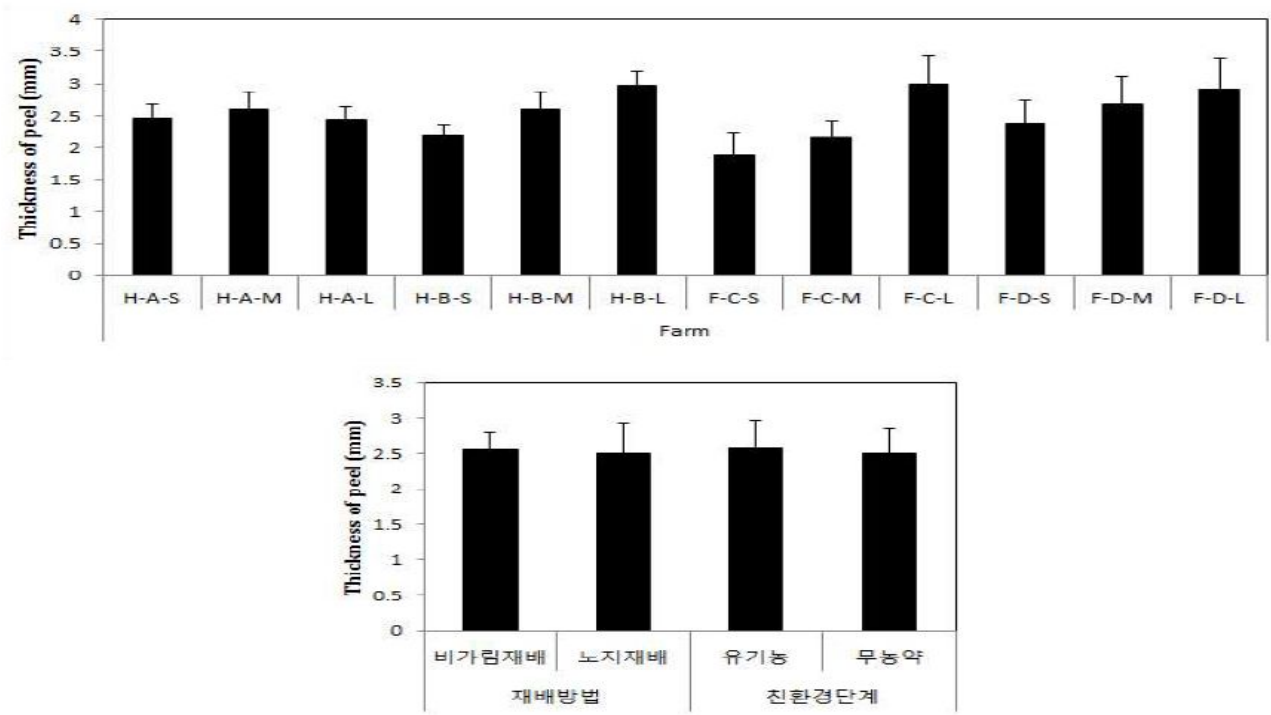 Thickness of peel (mm)
4
3.5
3
2.5
2
1.5
1
0.5
0
H-A-S H-A-M H-A-L H-B-S H-B-M H-B-L F-C-S F-C-M F-C-L F-D-S F-D-M F-D-L
Farm
Thickness of peel (mm)
3.5
3
2.5
2
1.5
1
0.5
0
비가림재배 노지재배 유기농 무농약
재배방법 친환경단계